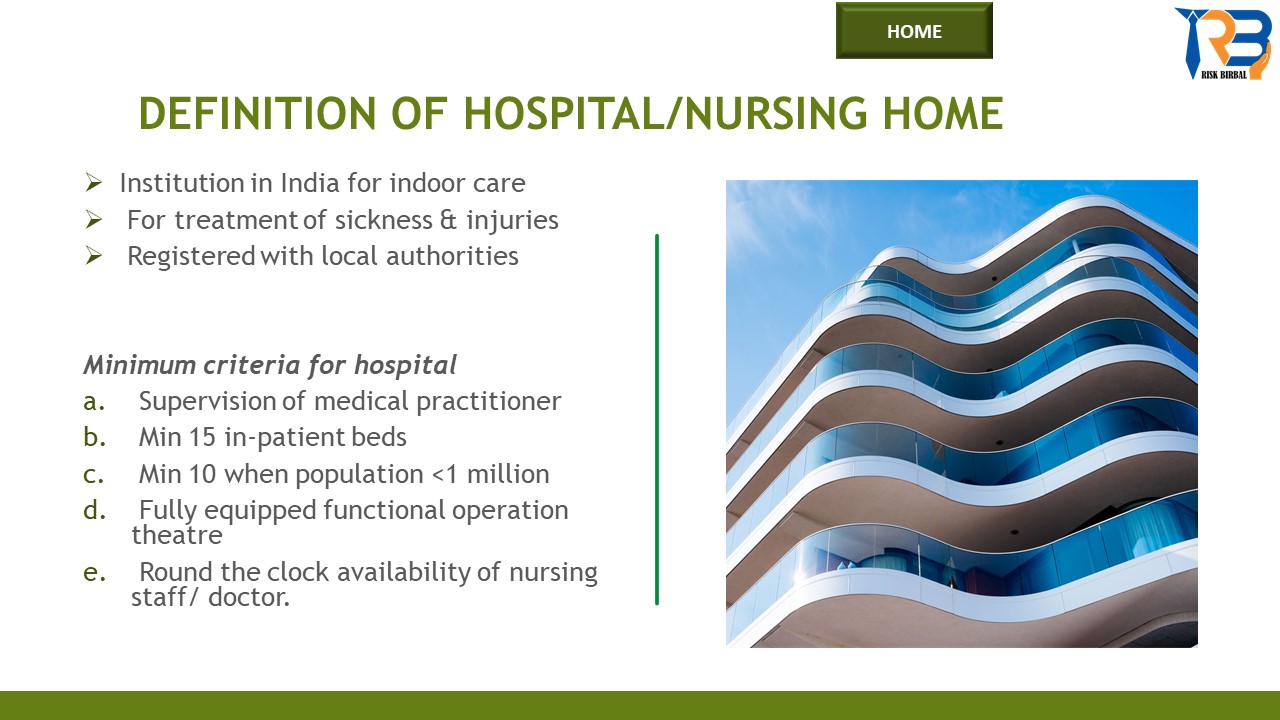 HOME
RISK BIRBAL
DEFINITION OF HOSPITAL/NURSING HOME
➢ Institution in India for indoor care
➢ For treatment of sickness & injuries
➢ Registered with local authorities
Minimum criteria for hospital
a. Supervision of medical practitioner
b. Min 15 in-patient beds
c. Min 10 when population <1 million
d. Fully equipped functional operation
theatre
e. Round the clock availability of nursing
staff/ doctor.